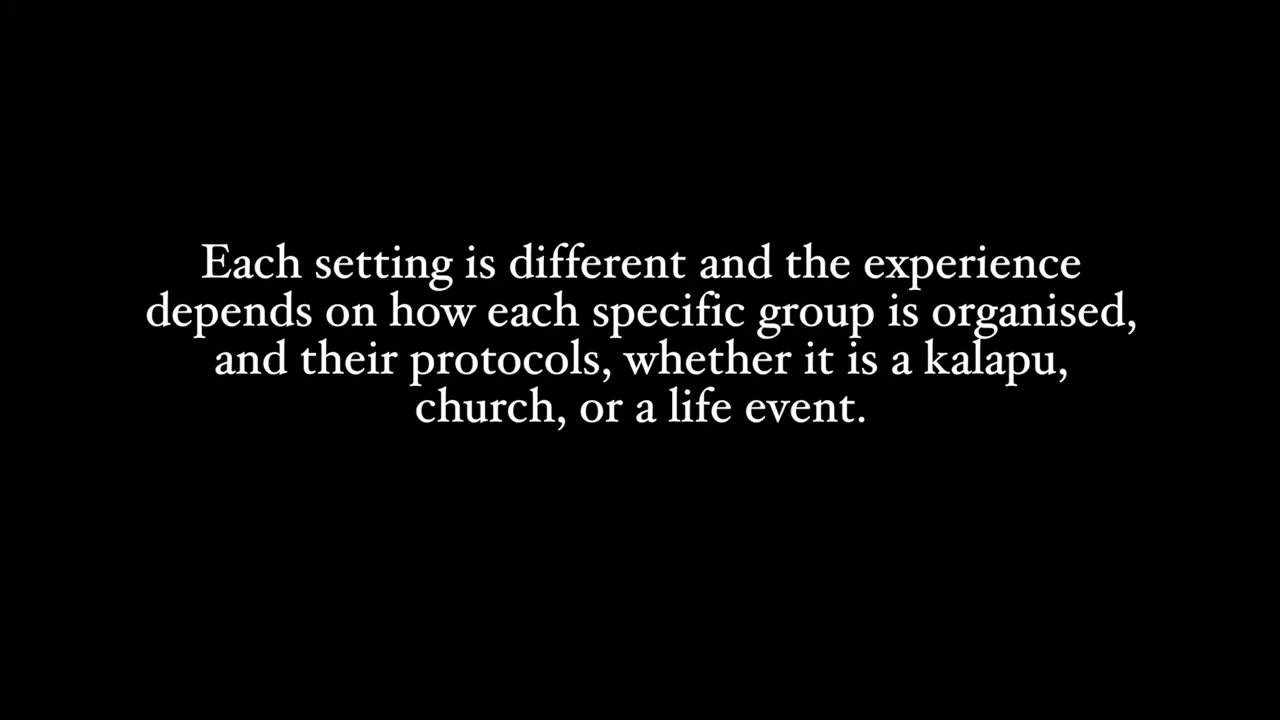 Each setting is different and the experience
depends on how each specific group is organised,
and their protocols, whether it is a kalapu,
church, or a life event.